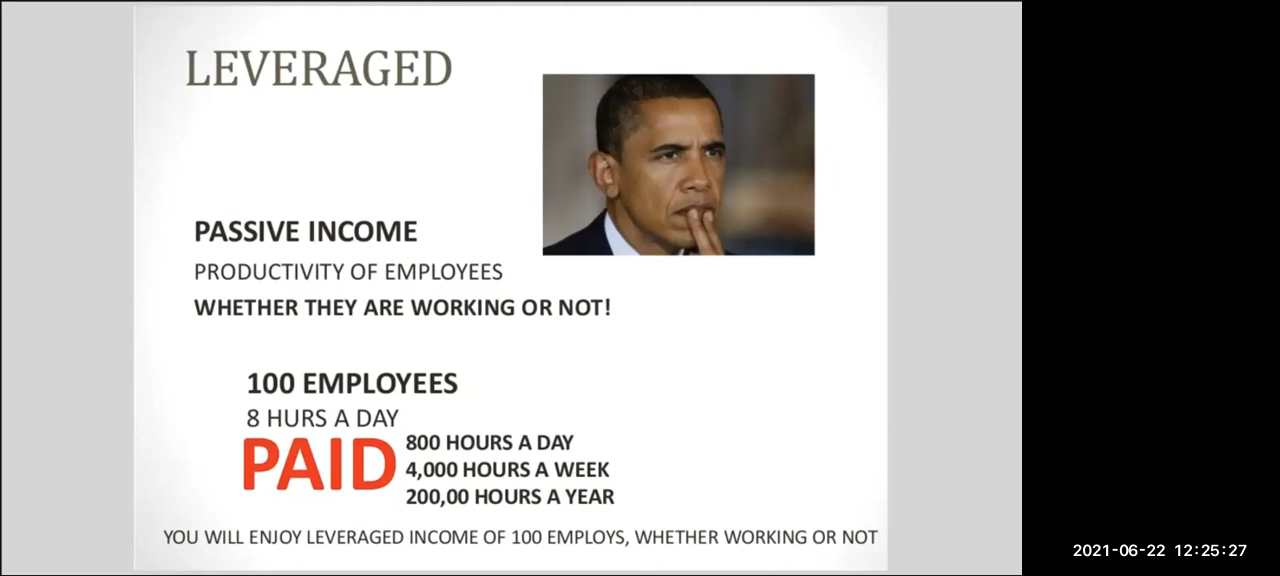 LEVERAGED
PASSIVE INCOME
PRODUCTIVITY OF EMPLOYEES
WHETHER THEY ARE WORKING OR NOT!
100 EMPLOYEES
8 HURS A DAY
PAID
800 HOURS A DAY
4,000 HOURS A WEEK
200,00 HOURS A YEAR
YOU WILL ENJOY LEVERAGED INCOME OF 100 EMPLOYS, WHETHER WORKING OR NOT
2021-06-22 12:25:27